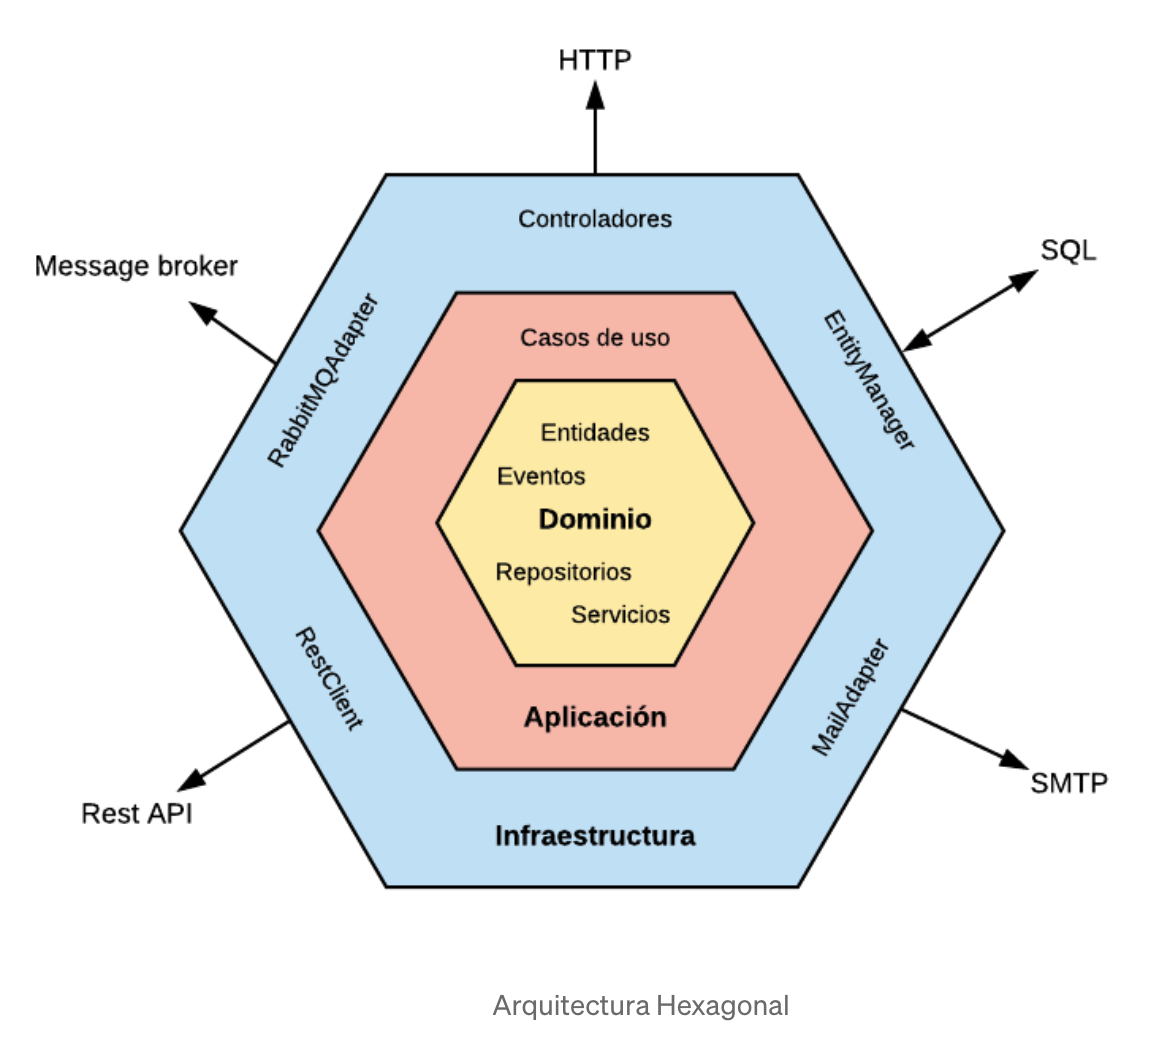 HTTP
Controladores
Message broker
SQL
RabbitMQAdapter
EntityManager
Casos de uso
Entidades
Eventos
Dominio
Repositorios
Servicios
Aplicación
RestClient
MailAdapter
Rest API
SMTP
Infraestructura
Arquitectura Hexagonal